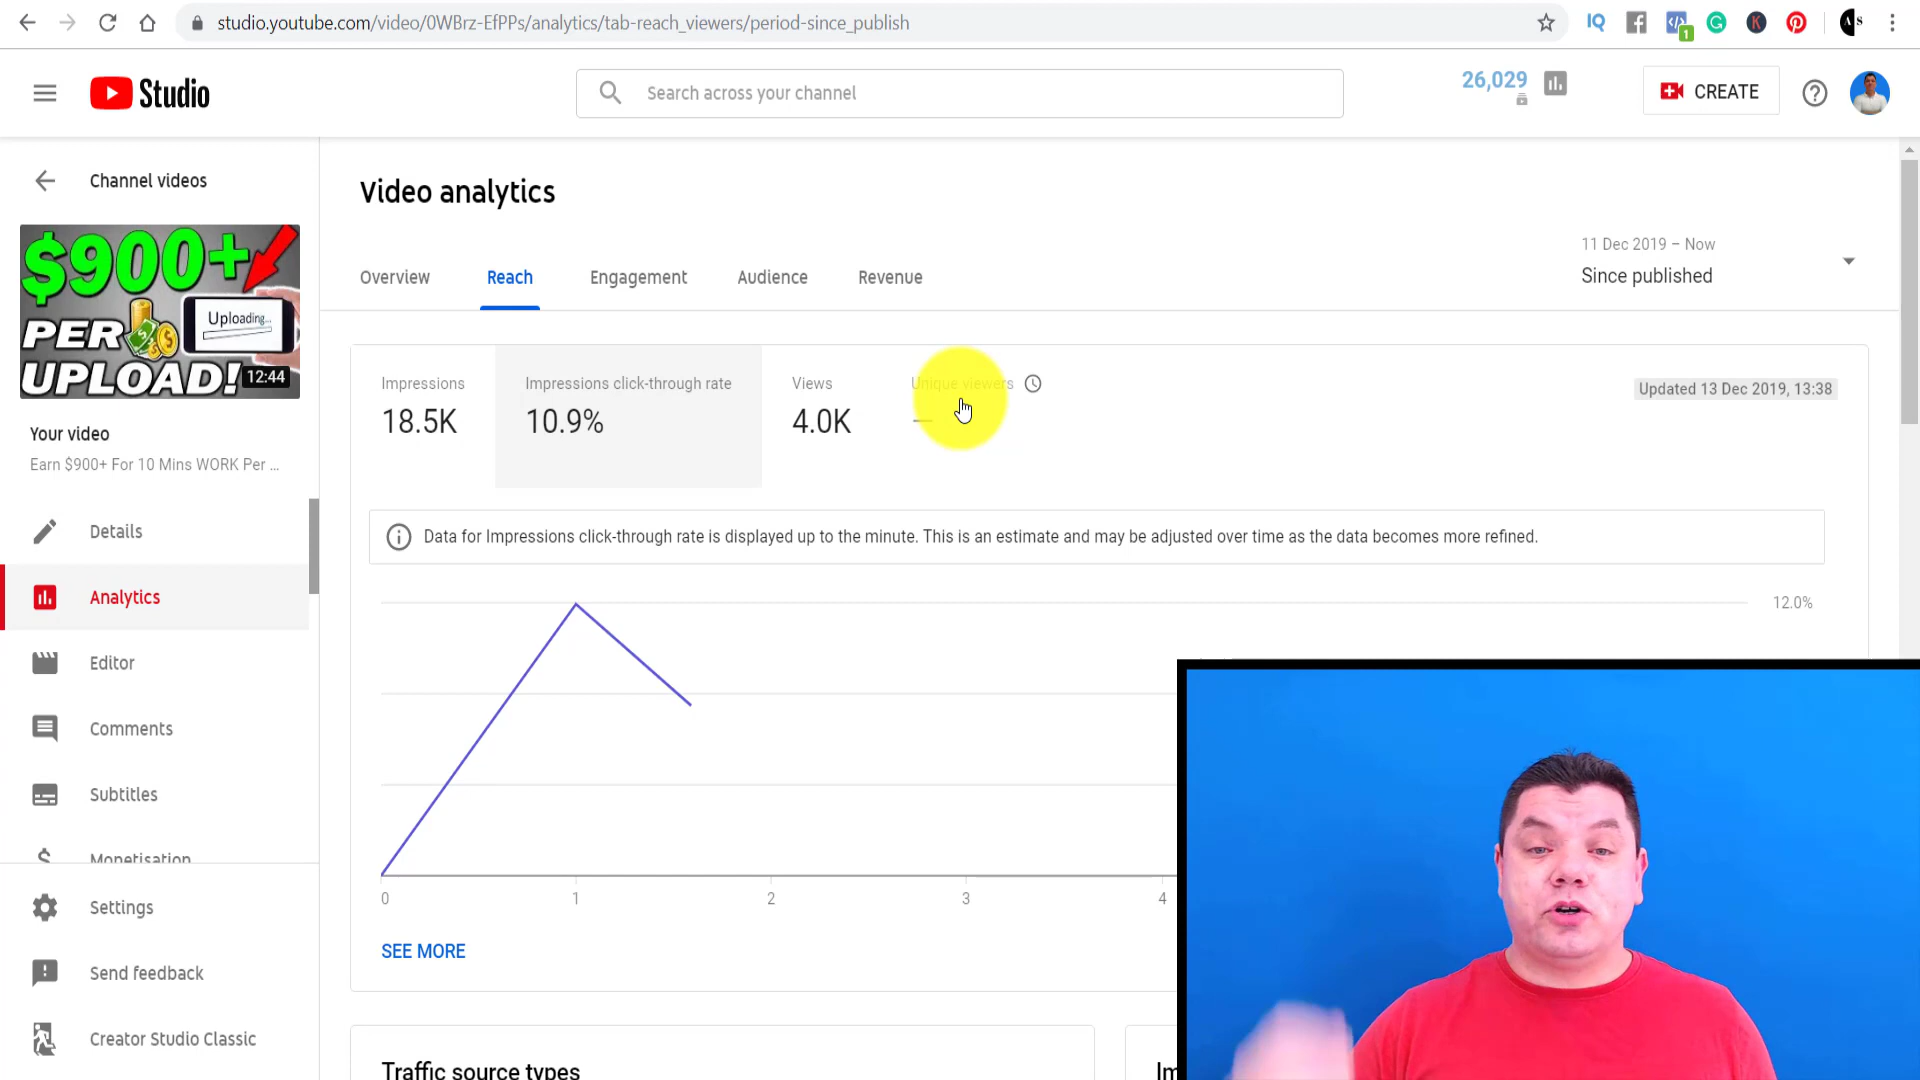 studio.youtube.com/video/0WBrz-EfPPs/analytics/tab-reach_viewers/period-since_publish
IQ
1
K
A s
Studio
Search across your channel
26,029
CREATE
Channel videos
$900+
PER
UPLOAD!
Uploading...
12:44
Your video
Earn $900+ For 10 Mins WORK Per ...
Details
Analytics
Editor
Comments
Subtitles
Monetisation
Settings
Send feedback
Creator Studio Classic
Video analytics
11 Dec 2019 – Now
Since published
Overview
Reach
Engagement
Audience
Revenue
Impressions
18.5K
Impressions click-through rate
10.9%
Views
4.0K
Unique viewers
—
Updated 13 Dec 2019, 13:38
Data for Impressions click-through rate is displayed up to the minute. This is an estimate and may be adjusted over time as the data becomes more refined.
12.0%
0 1 2 3 4
SEE MORE
Traffic source types